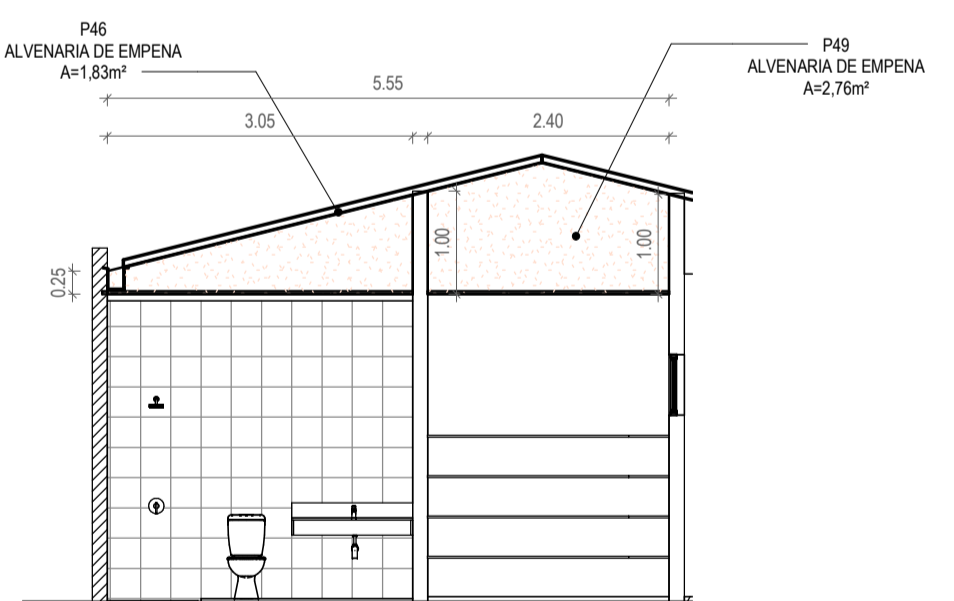 P46
ALVENARIA DE EMPENA
A=1,83m²
P49
ALVENARIA DE EMPENA
A=2,76m²
5.55
3.05
2.40
1.00
1.00
0.25